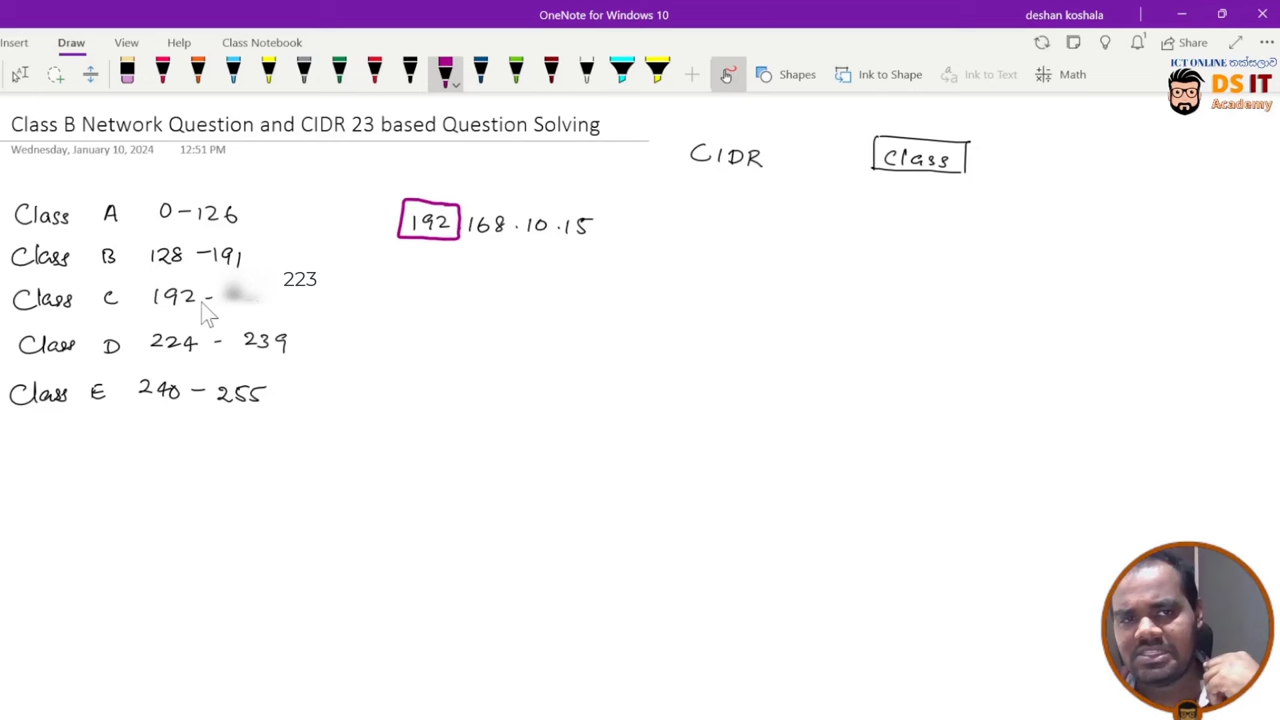 OneNote for Windows 10
deshan koshala
Insert Draw View Help Class Notebook
Share
Shapes
Ink to Shape
Ink to Text
Math
ICT ONLINE තක්සලාව
DS IT
Academy
Class B Network Question and CIDR 23 based Question Solving
Wednesday, January 10, 2024 12:51 PM
CIDR
Class
Class A 0-126
192 168.10.15
Class B 128-191
Class C 192-
223
Class D 224 - 239
Class E 240 - 255